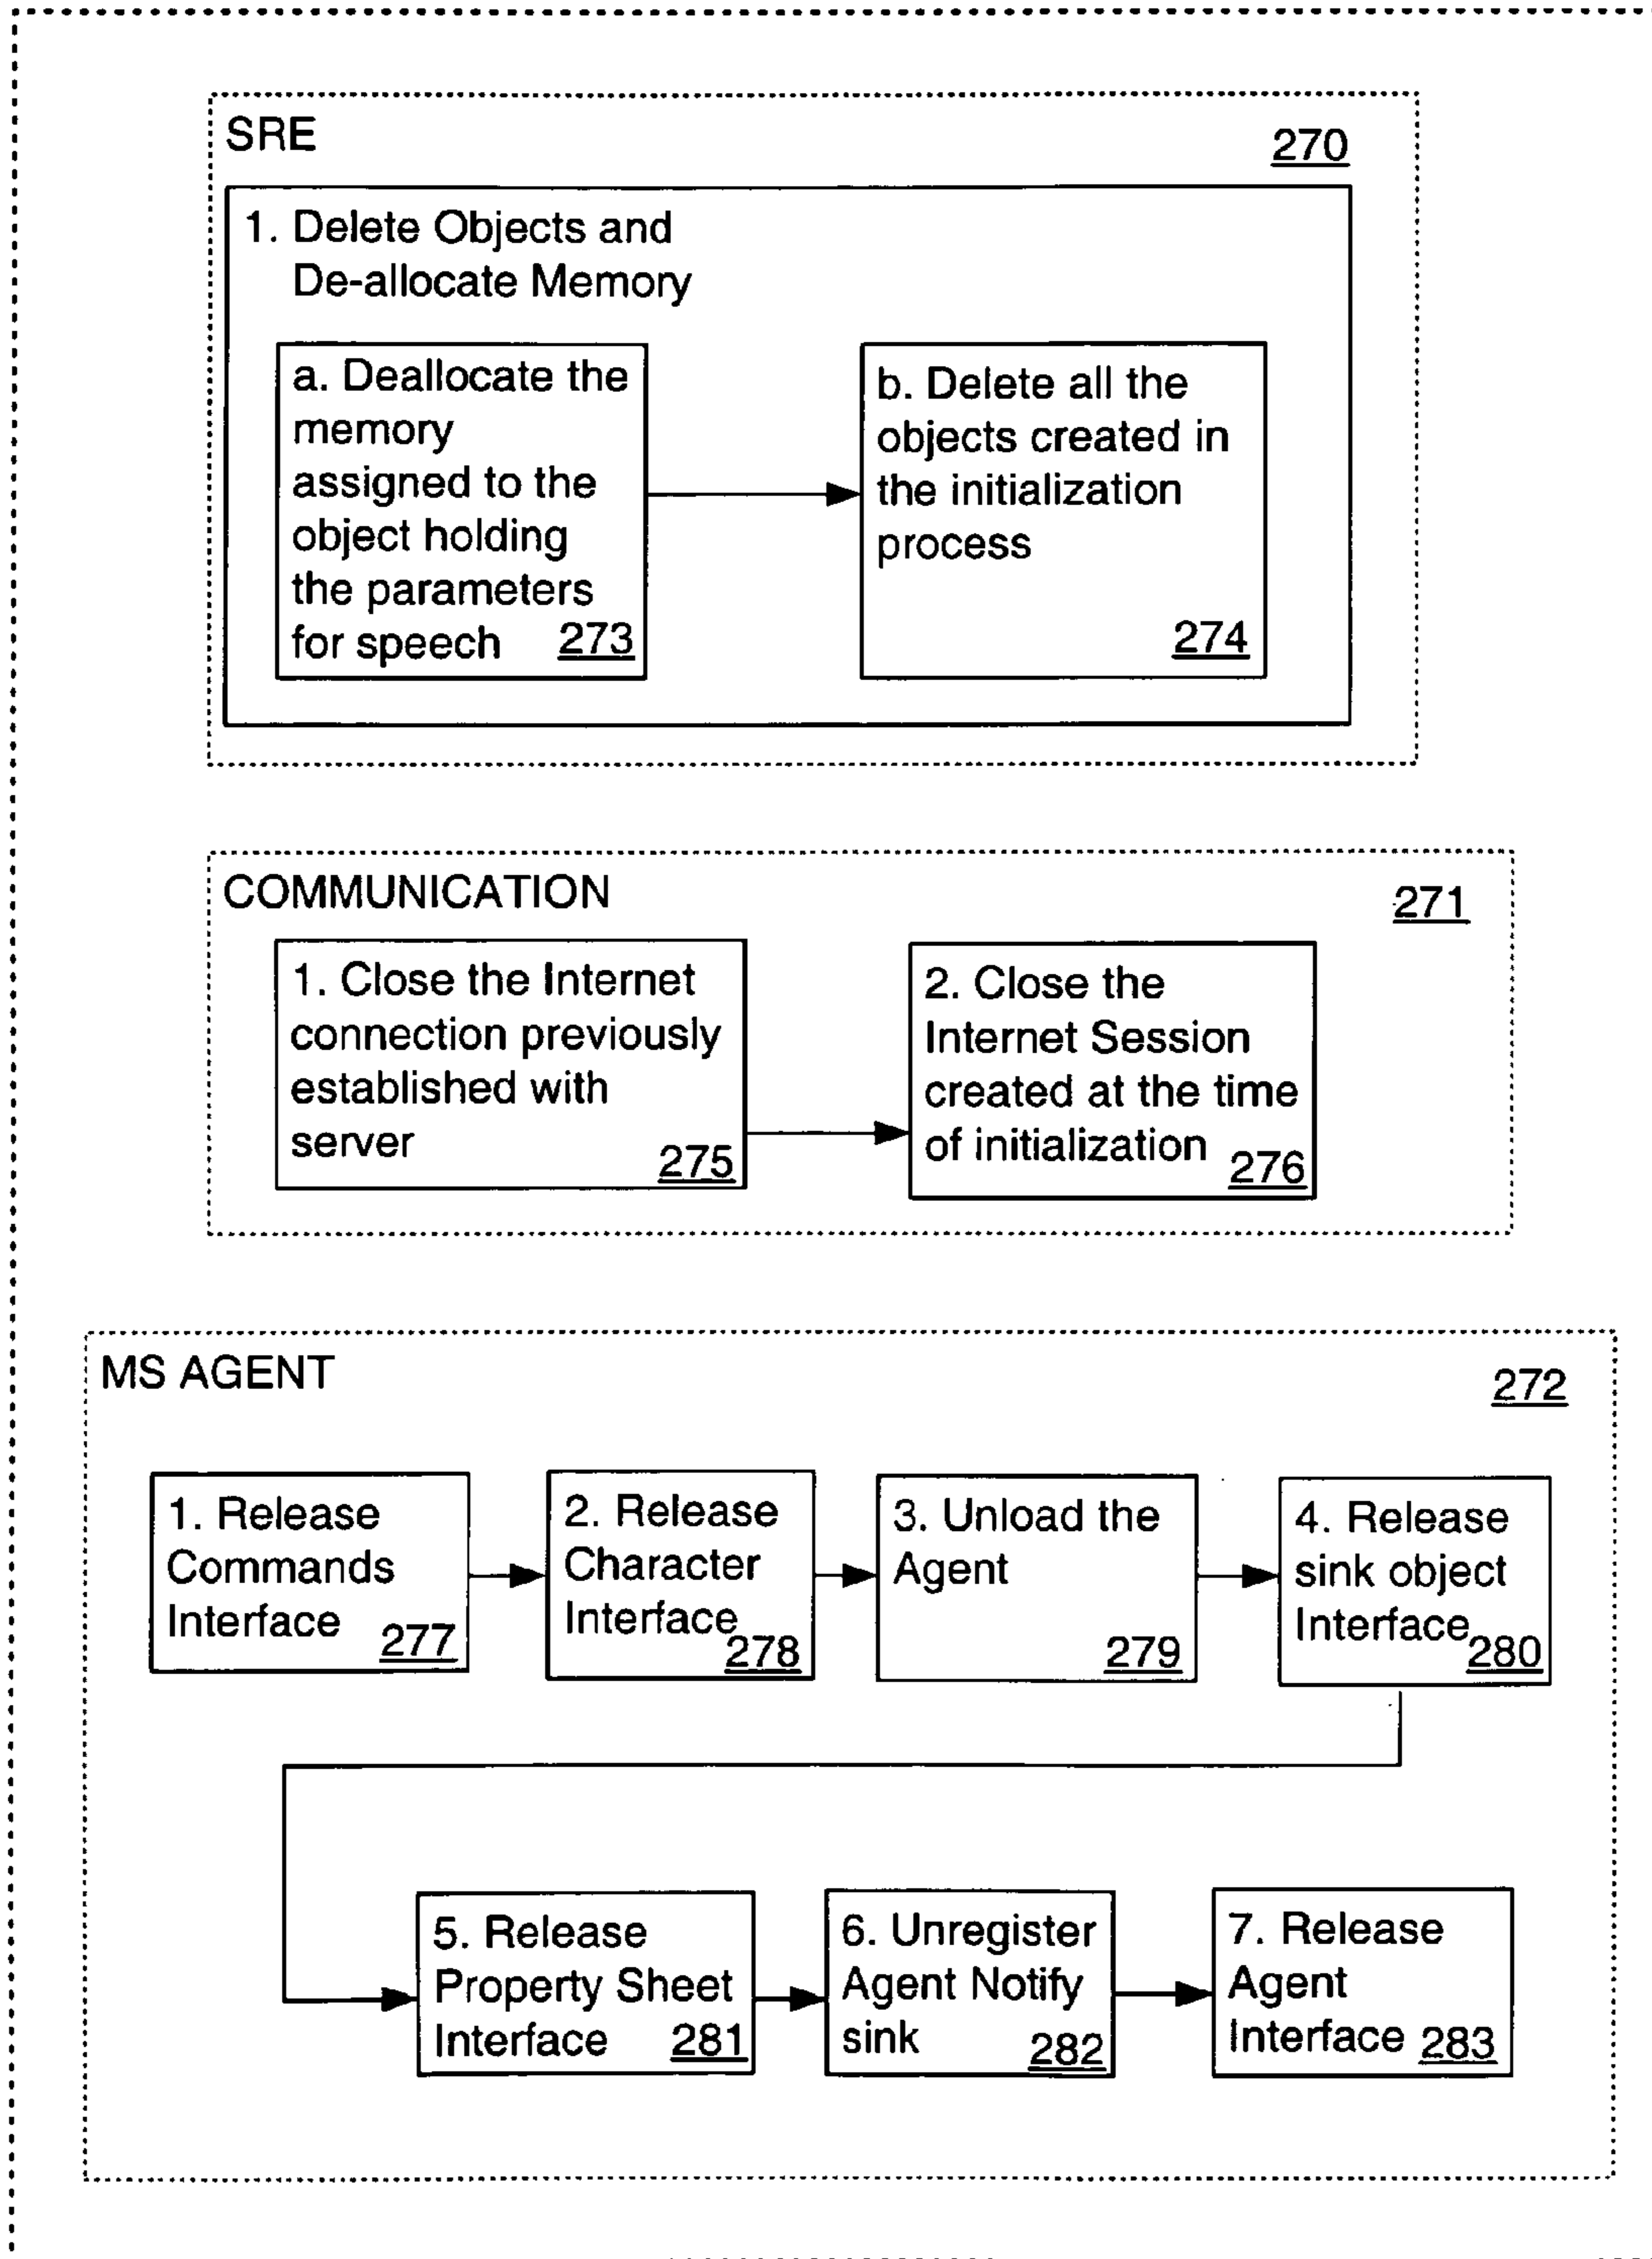 SRE
270
1. Delete Objects and
De-allocate Memory
a. Deallocate the
memory
assigned to the
object holding
the parameters
for speech 273
b. Delete all the
objects created in
the initialization
process
274
COMMUNICATION
271
1. Close the Internet
connection previously
established with
server
275
2. Close the
Internet Session
created at the time
of initialization
276
MS AGENT
272
1. Release
Commands
Interface
277
2. Release
Character
Interface
278
3. Unload the
Agent
279
4. Release
sink object
Interface
280
5. Release
Property Sheet
Interface 281
6. Unregister
Agent Notify
sink
282
7. Release
Agent
Interface 283